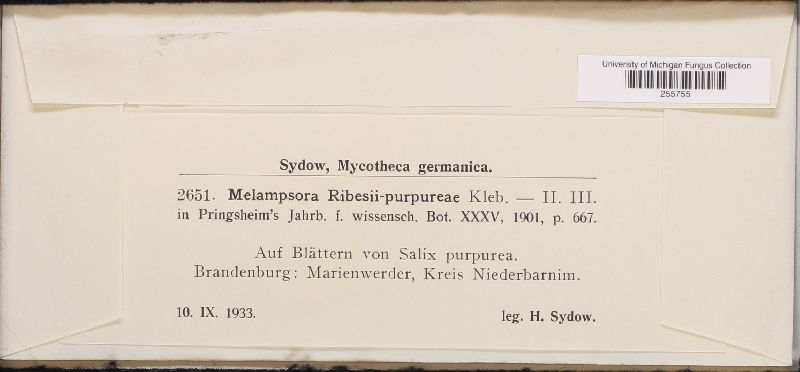 University of Michigan Fungus Collection
255755
Sydow, Mycotheca germanica.
2651. Melampsora Ribesii-purpureae Kleb. — II. III.
in Pringsheim's Jahrb. f. wissensch. Bot. XXXV, 1901, p. 667.
Auf Blättern von Salix purpurea.
Brandenburg: Marienwerder, Kreis Niederbarnim.
10. IX. 1933. leg. H. Sydow.